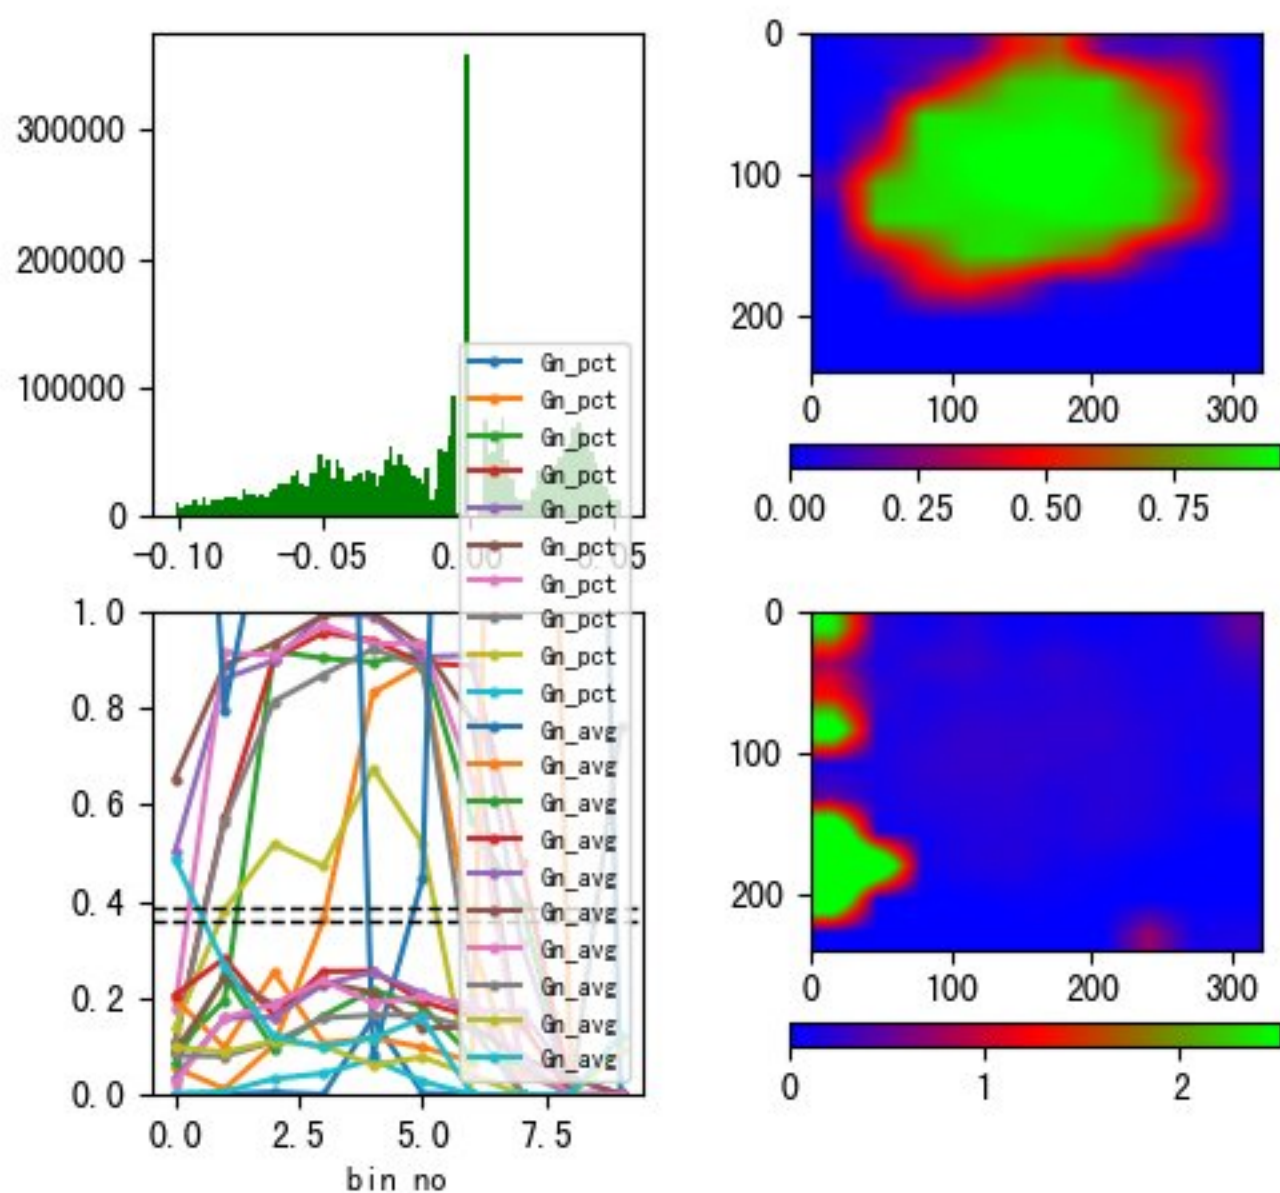 300000
200000
100000
0
-0.10 -0.05 0.00 0.05
0
100
200
0 100 200 300
0.00 0.25 0.50 0.75
Gn_pct
Gn_pct
Gn_pct
Gn_pct
Gn_pct
Gn_pct
Gn_pct
Gn_pct
Gn_pct
Gn_pct
Gn_avg
Gn_avg
Gn_avg
Gn_avg
Gn_avg
Gn_avg
Gn_avg
Gn_avg
Gn_avg
Gn_avg
1.0
0.8
0.6
0.4
0.2
0.0
0.0 2.5 5.0 7.5
bin no
0
100
200
0 100 200 300
0 1 2